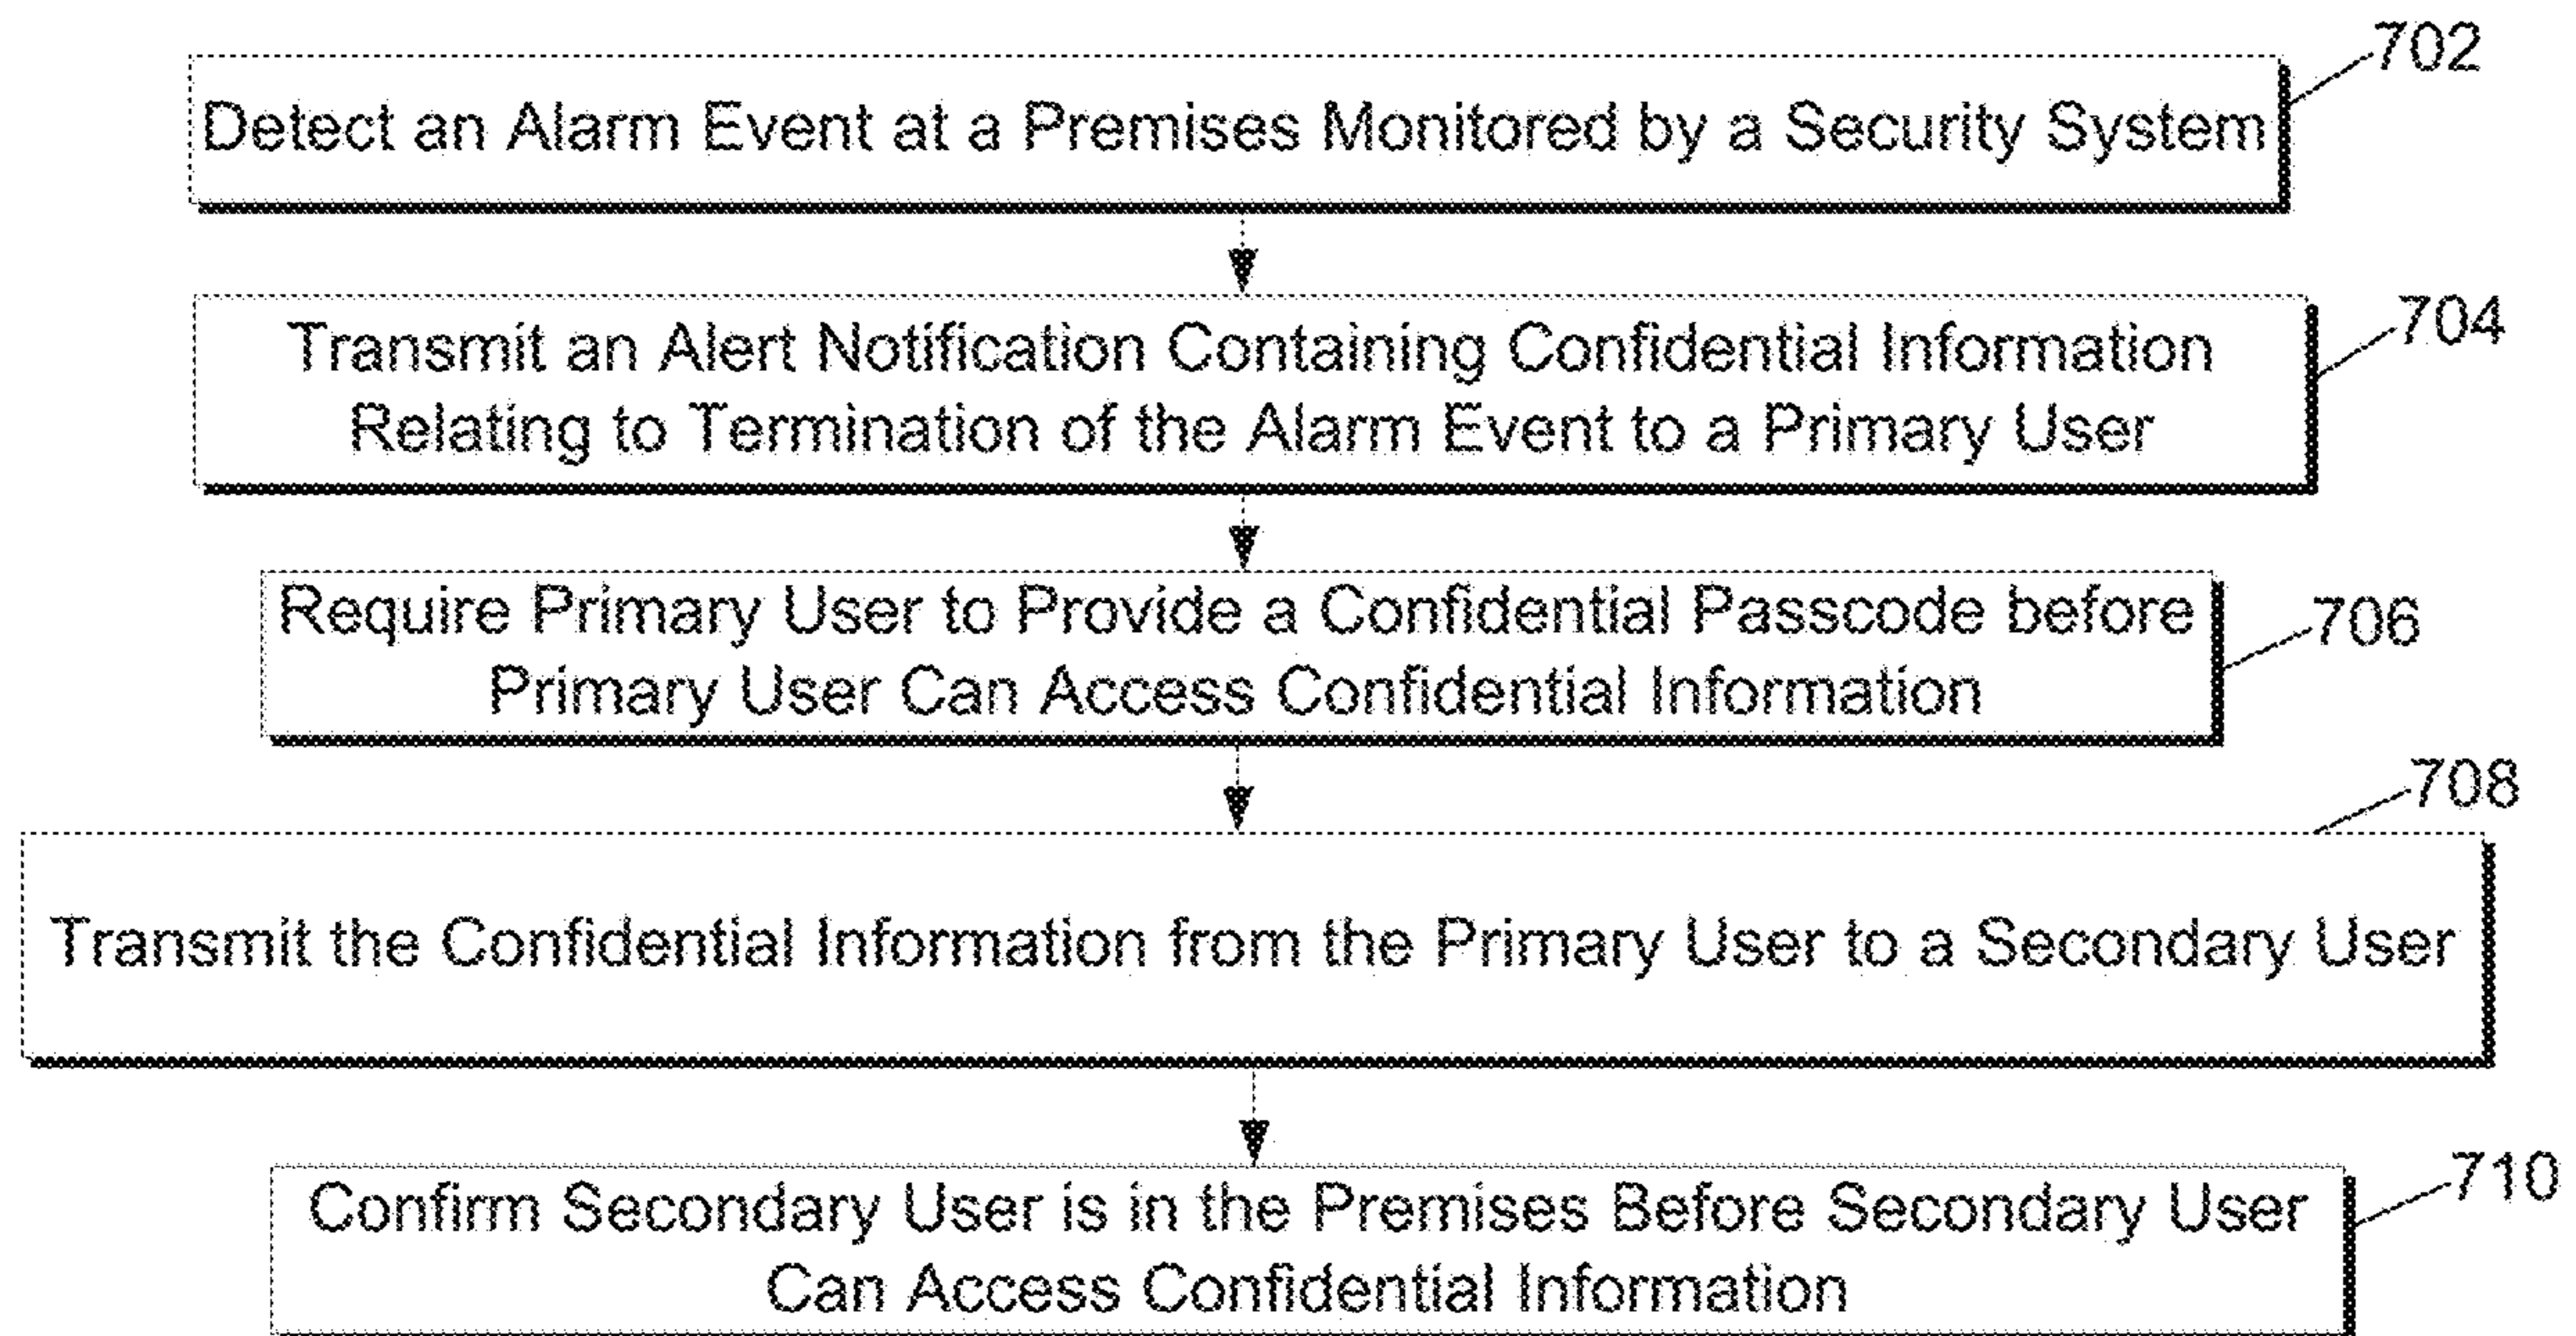 702
Detect an Alarm Event at a Premises Monitored by a Security System
704
Transmit an Alert Notification Containing Confidential Information
Relating to Termination of the Alarm Event to a Primary User
706
Require Primary User to Provide a Confidential Passcode before
Primary User Can Access Confidential Information
708
Transmit the Confidential Information from the Primary User to a Secondary User
710
Confirm Secondary User is in the Premises Before Secondary User
Can Access Confidential Information